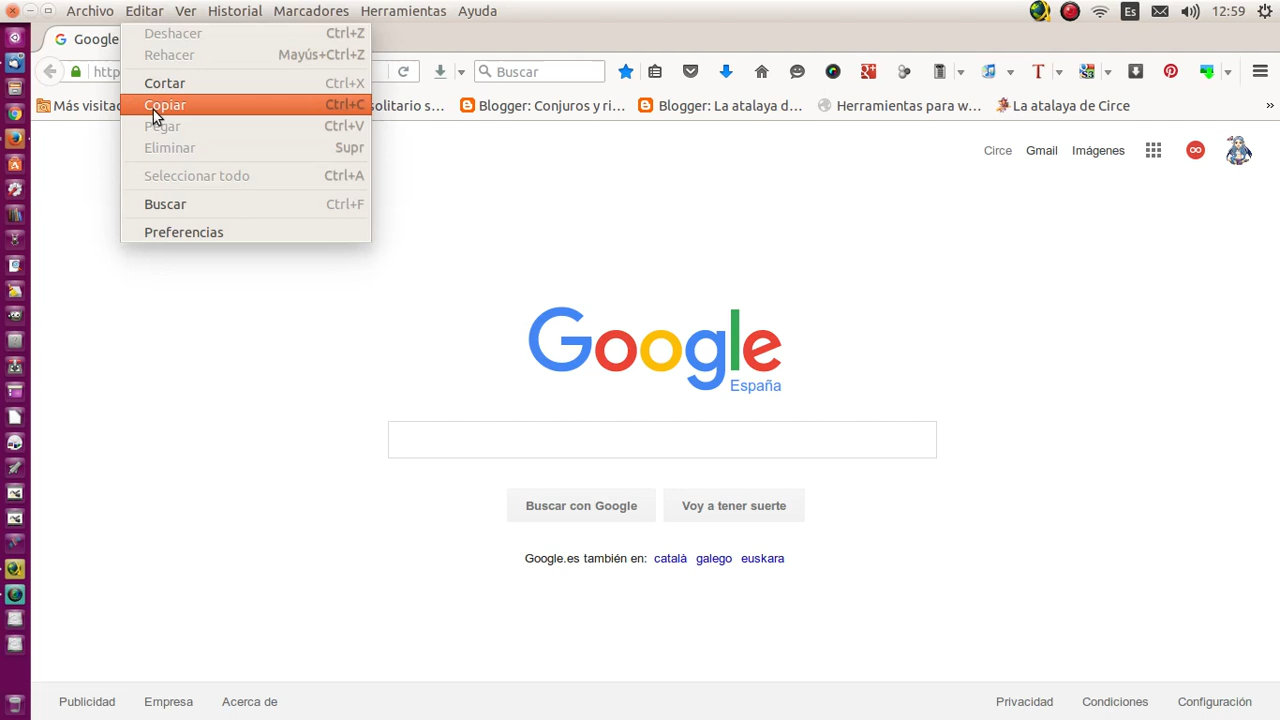 Archivo Editar Ver Historial Marcadores Herramientas Ayuda
Es 12:59
Google
Deshacer Ctrl+Z
Rehacer Mayús+Ctrl+Z
Cortar Ctrl+X
Copiar Ctrl+C
Pegar Ctrl+V
Eliminar Supr
Seleccionar todo Ctrl+A
Buscar Ctrl+F
Preferencias
http
Buscar
Más visitad solitario s... Blogger: Conjuros y ri... Blogger: La atalaya d... Herramientas para w... La atalaya de Circe »
Circe Gmail Imágenes
Google
España
Buscar con Google Voy a tener suerte
Google.es también en: català galego euskara
Publicidad Empresa Acerca de Privacidad Condiciones Configuración